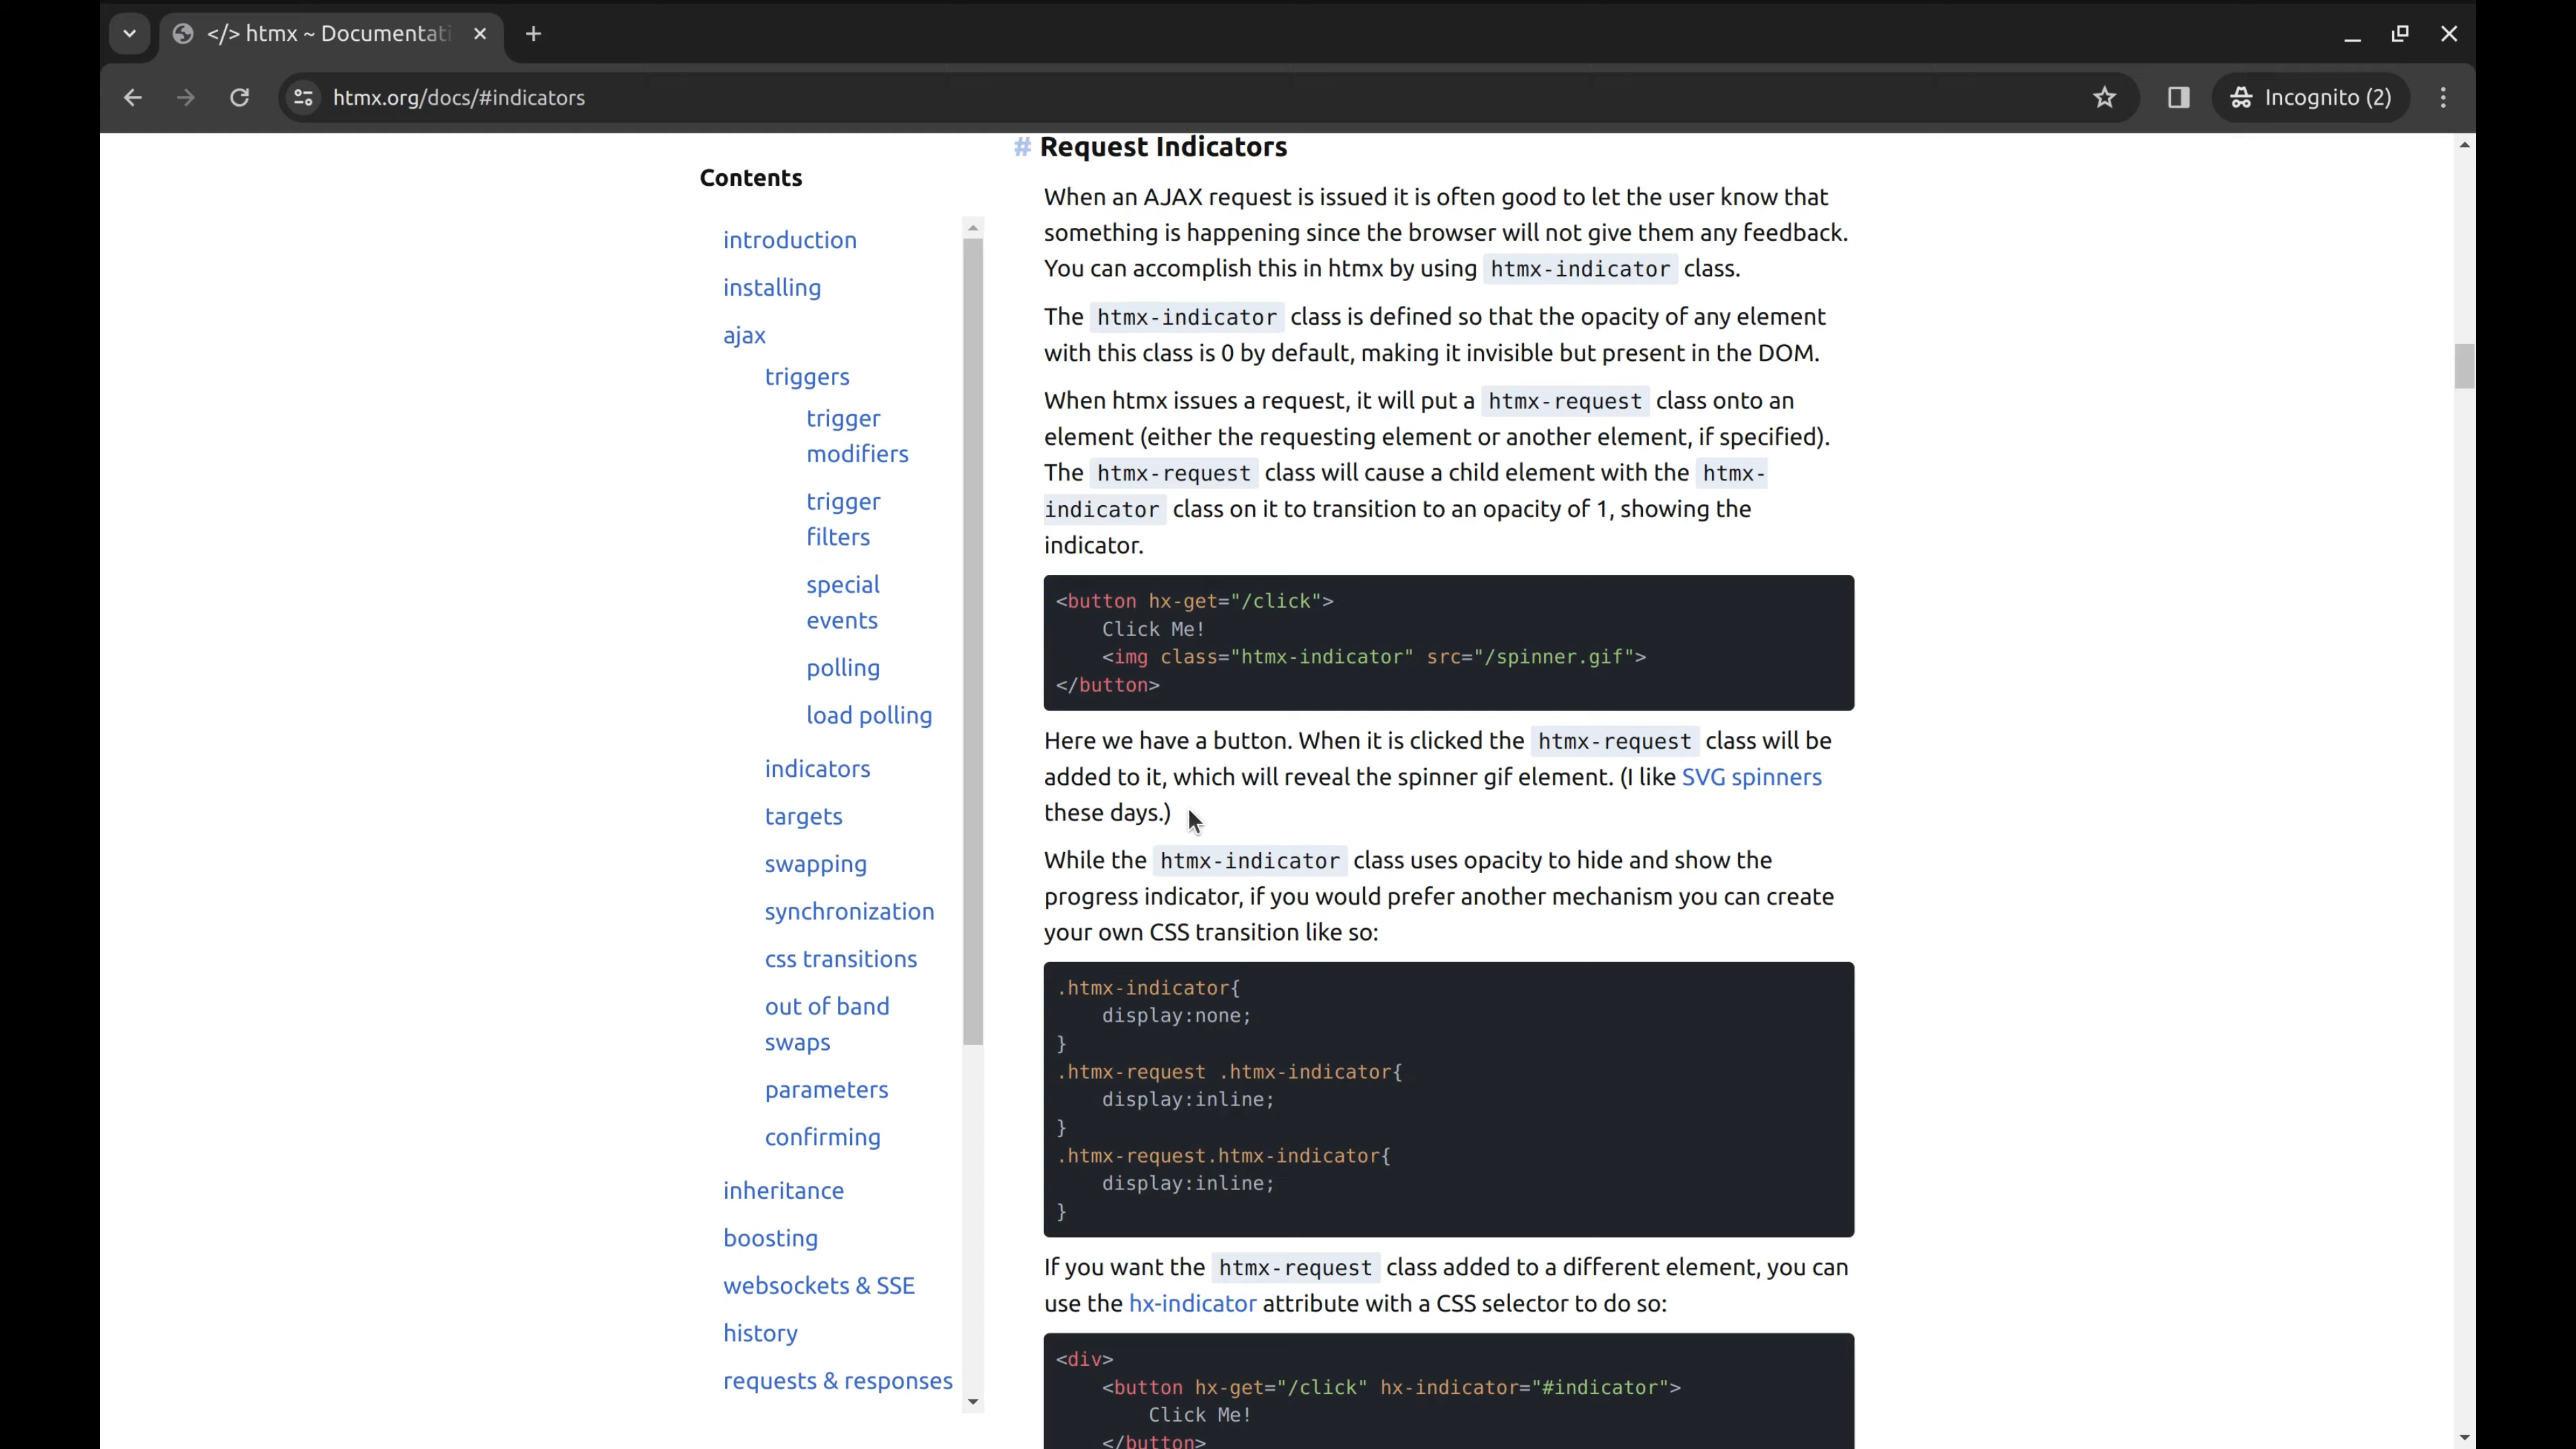 </> htmx ~ Documentati
htmx.org/docs/#indicators
Incognito (2)
Contents
introduction
installing
ajax
triggers
trigger
modifiers
trigger
filters
special
events
polling
load polling
indicators
targets
swapping
synchronization
css transitions
out of band
swaps
parameters
confirming
inheritance
boosting
websockets & SSE
history
requests & responses
# Request Indicators
When an AJAX request is issued it is often good to let the user know that
something is happening since the browser will not give them any feedback.
You can accomplish this in htmx by using htmx-indicator class.
The htmx-indicator class is defined so that the opacity of any element
with this class is 0 by default, making it invisible but present in the DOM.
When htmx issues a request, it will put a htmx-request class onto an
element (either the requesting element or another element, if specified).
The htmx-request class will cause a child element with the htmx-
indicator class on it to transition to an opacity of 1, showing the
indicator.
<button hx-get="/click">
    Click Me!
    <img class="htmx-indicator" src="/spinner.gif">
</button>
Here we have a button. When it is clicked the htmx-request class will be
added to it, which will reveal the spinner gif element. (I like SVG spinners
these days.)
While the htmx-indicator class uses opacity to hide and show the
progress indicator, if you would prefer another mechanism you can create
your own CSS transition like so:
.htmx-indicator{
    display:none;
}
.htmx-request .htmx-indicator{
    display:inline;
}
.htmx-request.htmx-indicator{
    display:inline;
}
If you want the htmx-request class added to a different element, you can
use the hx-indicator attribute with a CSS selector to do so:
<div>
    <button hx-get="/click" hx-indicator="#indicator">
        Click Me!
    </button>